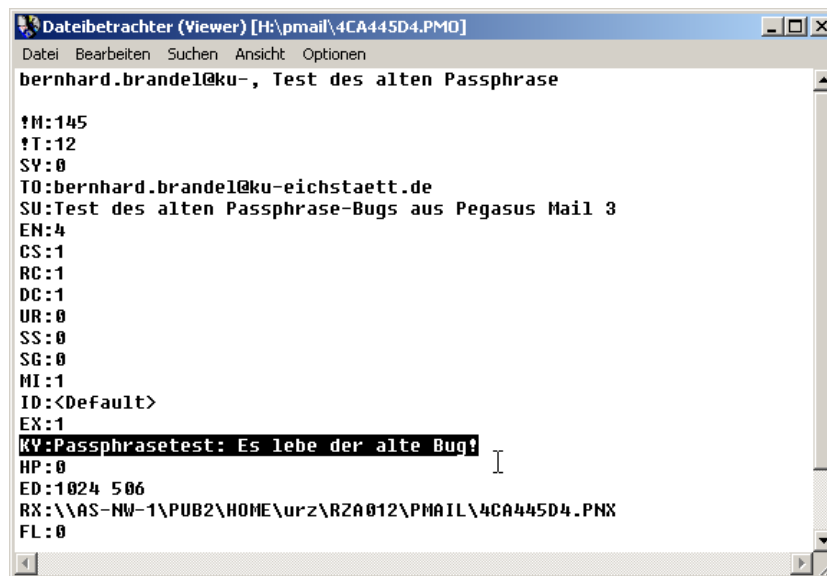 Dateibetrachter (Viewer) [H:\pmail\4CA445D4.PMO]
Datei Bearbeiten Suchen Ansicht Optionen
bernhard.brandel@ku-, Test des alten Passphrase
!M:145
!T:12
SY:0
TO:bernhard.brandel@ku-eichstaett.de
SU:Test des alten Passphrase-Bugs aus Pegasus Mail 3
EN:4
CS:1
RC:1
DC:1
UR:0
SS:0
SG:0
MI:1
ID:<Default>
EX:1
KY:Passphrasetest: Es lebe der alte Bug!
HP:0
ED:1024 506
RX:\\AS-NW-1\PUB2\HOME\urz\RZA012\PMAIL\4CA445D4.PNX
FL:0